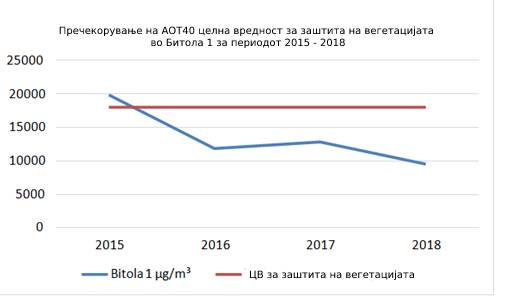 Пречекорување на АОТ40 целна вредност за заштита на вегетацијата
во Битола 1 за периодот 2015 - 2018
25000
20000
15000
10000
5000
0
2015 2016 2017 2018
Bitola 1 µg/m³ ЦВ за заштита на вегетацијата